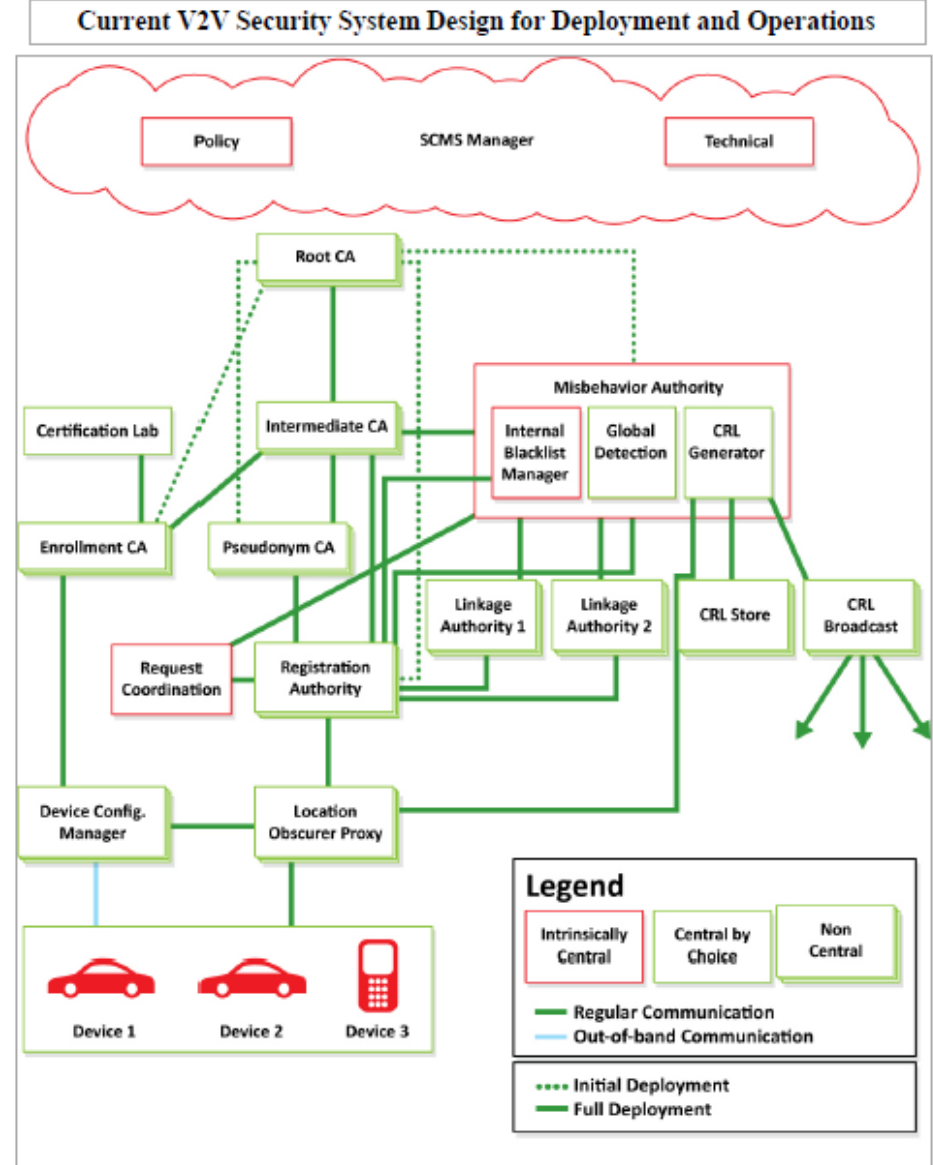 Current V2V Security System Design for Deployment and Operations
Policy
SCMS Manager
Technical
Root CA
Misbehavior Authority
Certification Lab
Intermediate CA
Internal
Blacklist
Manager
Global
Detection
CRL
Generator
Enrollment CA
Pseudonym CA
Linkage
Authority 1
Linkage
Authority 2
CRL Store
CRL
Broadcast
Request
Coordination
Registration
Authority
Device Config.
Manager
Location
Obscurer Proxy
Device 1
Device 2
Device 3
Legend
Intrinsically
Central
Central by
Choice
Non
Central
Regular Communication
Out-of-band Communication
Initial Deployment
Full Deployment